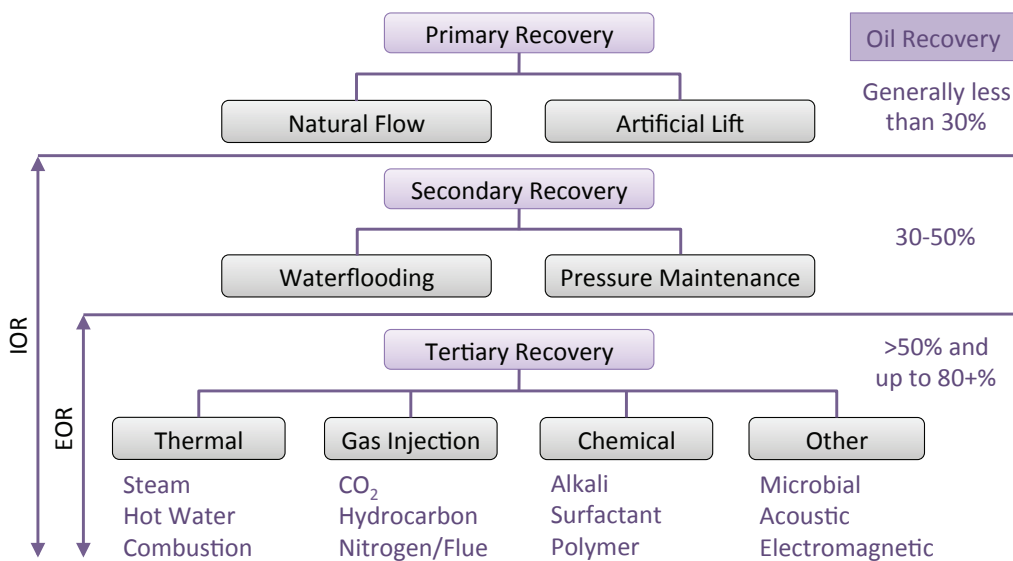 Primary Recovery
Oil Recovery
Natural Flow
Artificial Lift
Generally less
than 30%
Secondary Recovery
Waterflooding
Pressure Maintenance
30-50%
IOR
EOR
Tertiary Recovery
>50% and
up to 80+%
Thermal
Gas Injection
Chemical
Other
Steam
Hot Water
Combustion
CO₂
Hydrocarbon
Nitrogen/Flue
Alkali
Surfactant
Polymer
Microbial
Acoustic
Electromagnetic